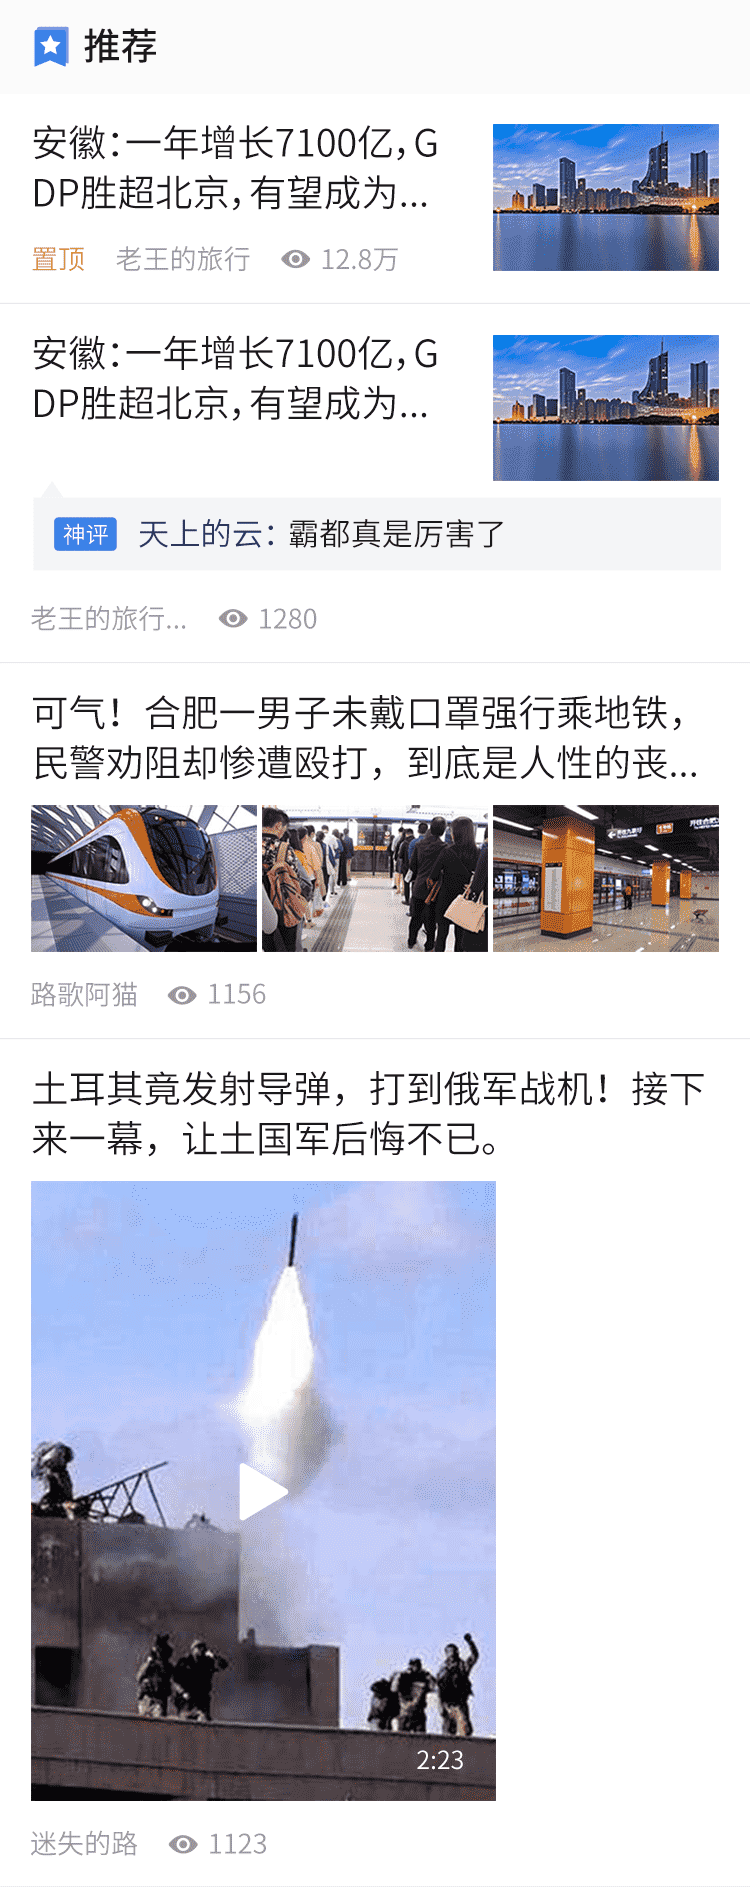 推荐
安徽：一年增长7100亿，G
DP胜超北京，有望成为...
置顶 老王的旅行 12.8万
安徽：一年增长7100亿，G
DP胜超北京，有望成为...
神评 天上的云：霸都真是厉害了
老王的旅行... 1280
可气！合肥一男子未戴口罩强行乘地铁，
民警劝阻却惨遭殴打，到底是人性的丧...
路歌阿猫 1156
土耳其竟发射导弹，打到俄军战机！接下
来一幕，让土国军后悔不已。
2:23
迷失的路 1123